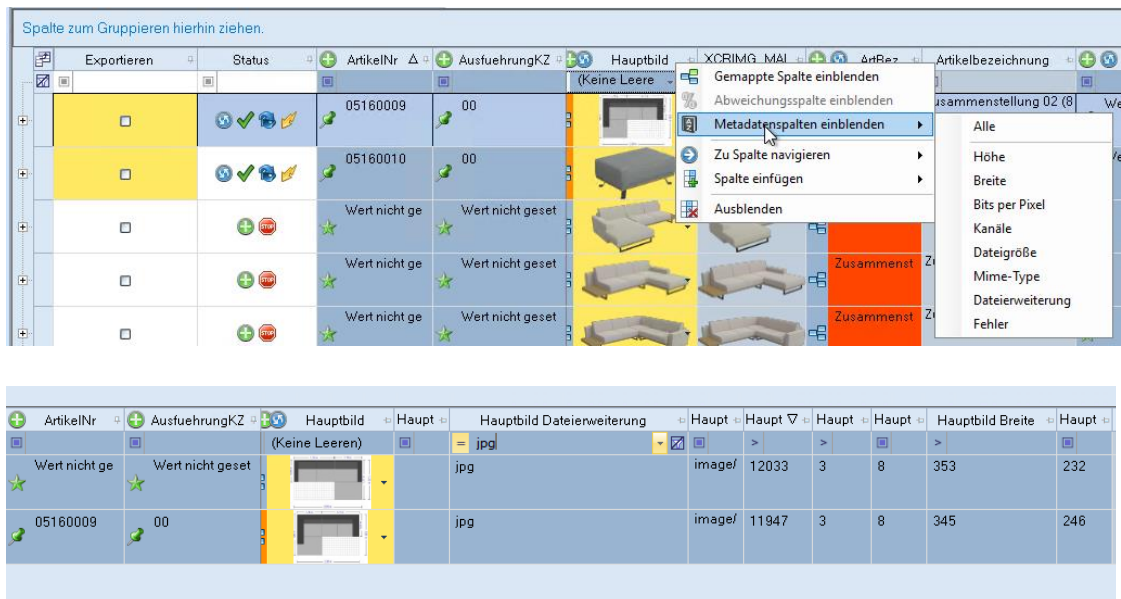 Spalte zum Gruppieren hierhin ziehen.
Exportieren Status ArtikelNr AusfuehrungKZ Hauptbild XCRIMG_MAI ArtBez Artikelbezeichnung
(Keine Leere
05160009 00
usammenstellung 02 (8 We
05160010 00
Wert nicht ge Wert nicht geset
Wert nicht ge Wert nicht geset Zusammenst
Wert nicht ge Wert nicht geset Zusammenst
Gemappte Spalte einblenden
Abweichungsspalte einblenden
Metadatenspalten einblenden
Zu Spalte navigieren
Spalte einfügen
Ausblenden
Alle
Höhe
Breite
Bits per Pixel
Kanäle
Dateigröße
Mime-Type
Dateierweiterung
Fehler
ArtikelNr AusfuehrungKZ Hauptbild Haupt Hauptbild Dateierweiterung Haupt Haupt Haupt Haupt Hauptbild Breite Haupt
(Keine Leeren) = jpg > > >
Wert nicht ge Wert nicht geset jpg image/ 12033 3 8 353 232
05160009 00 jpg image/ 11947 3 8 345 246